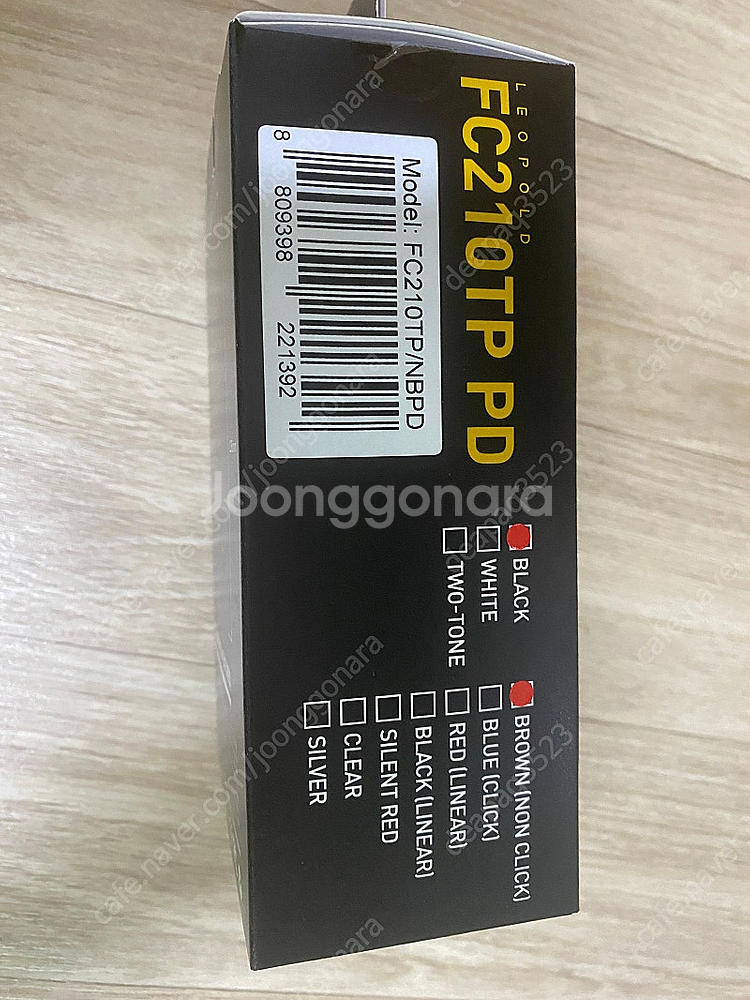 LEOPOLD
FC210TP PD
Model: FC210TP/NBPD
8 809398 221392
BLACK
WHITE
TWO-TONE
BROWN (NON CLICK)
BLUE (CLICK)
RED (LINEAR)
BLACK (LINEAR)
SILENT RED
CLEAR
SILVER
Joonggonara
cafe.naver.com/joonggonara
deapaq3523